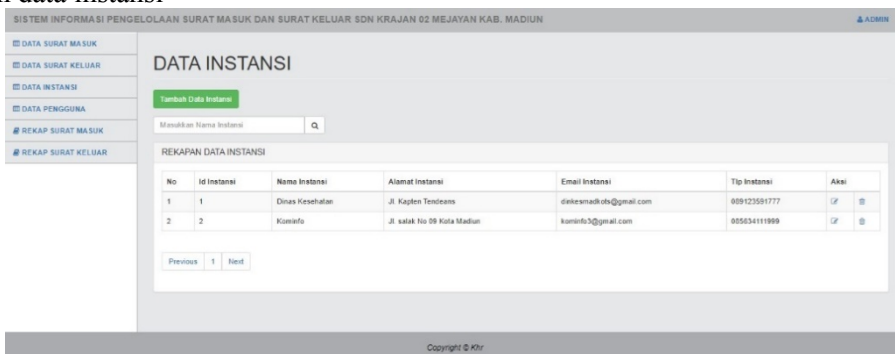 data instansi
SISTEM INFORMASI PENGELOLAAN SURAT MASUK DAN SURAT KELUAR SDN KRAJAN 02 MEJAYAN KAB. MADIUN
ADMIN
DATA SURAT MASUK
DATA SURAT KELUAR
DATA INSTANSI
DATA PENGGUNA
REKAP SURAT MASUK
REKAP SURAT KELUAR
DATA INSTANSI
Tambah Data Instansi
Masukkan Nama Instansi
REKAPAN DATA INSTANSI
No Id Instansi Nama Instansi Alamat Instansi Email Instansi Tlp Instansi Aksi
1 1 Dinas Kesehatan Jl. Kapten Tendeans dinkesmadkots@gmail.com 089123591777
2 2 Kominfo Jl. salak No 09 Kota Madiun kominfo3@gmail.com 085834111999
Previous 1 Next
Copyright © Khr